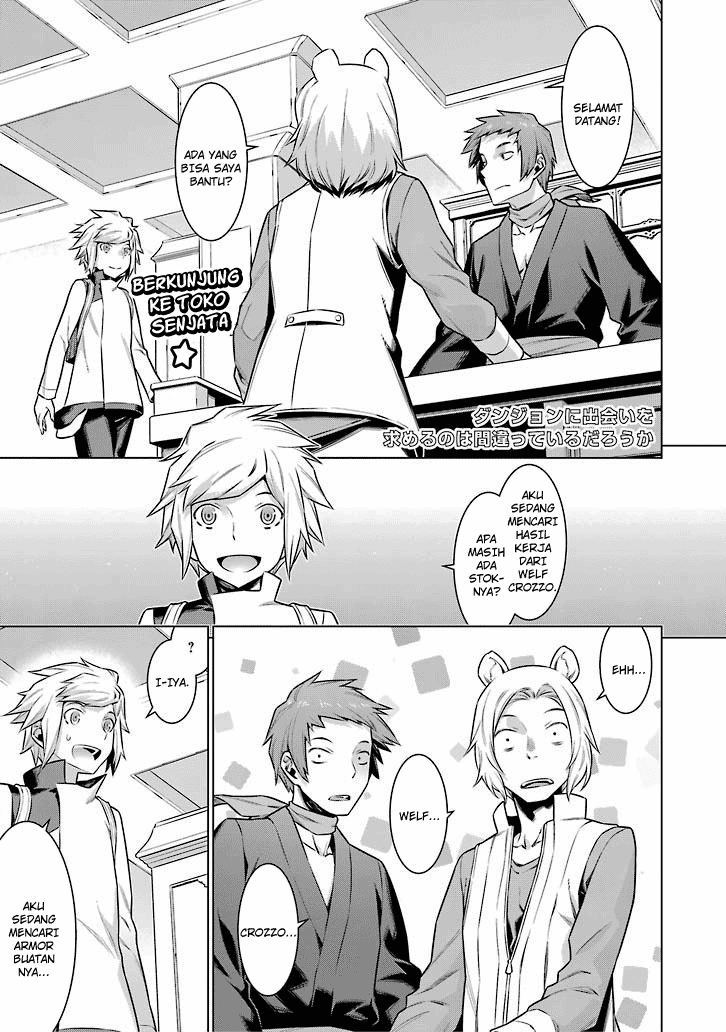 SELAMAT
DATANG!
ADA YANG
BISA SAYA
BANTU?
BERKUNJUNG
KE TOKO
SENJATA
ダンジョンに出会いを
求めるのは間違っているだろうか
AKU
SEDANG
MENCARI
HASIL
KERJA
DARI
WELF
CROZZO.
APA
MASIH
ADA
STOK-
NYA?
EHH...
WELF...
CROZZO...
?
I-IYA.
AKU
SEDANG
MENCARI
ARMOR
BUATAN
NYA...